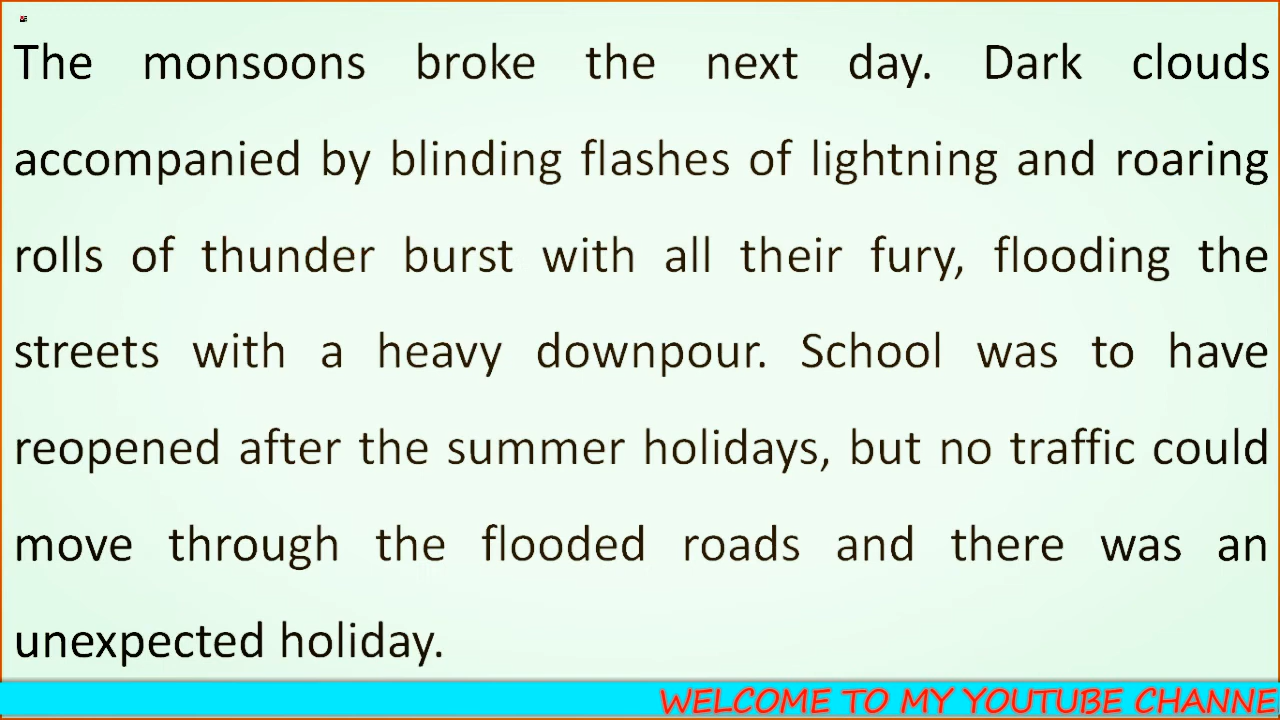 The monsoons broke the next day. Dark clouds
accompanied by blinding flashes of lightning and roaring
rolls of thunder burst with all their fury, flooding the
streets with a heavy downpour. School was to have
reopened after the summer holidays, but no traffic could
move through the flooded roads and there was an
unexpected holiday.
WELCOME TO MY YOUTUBE CHANNE